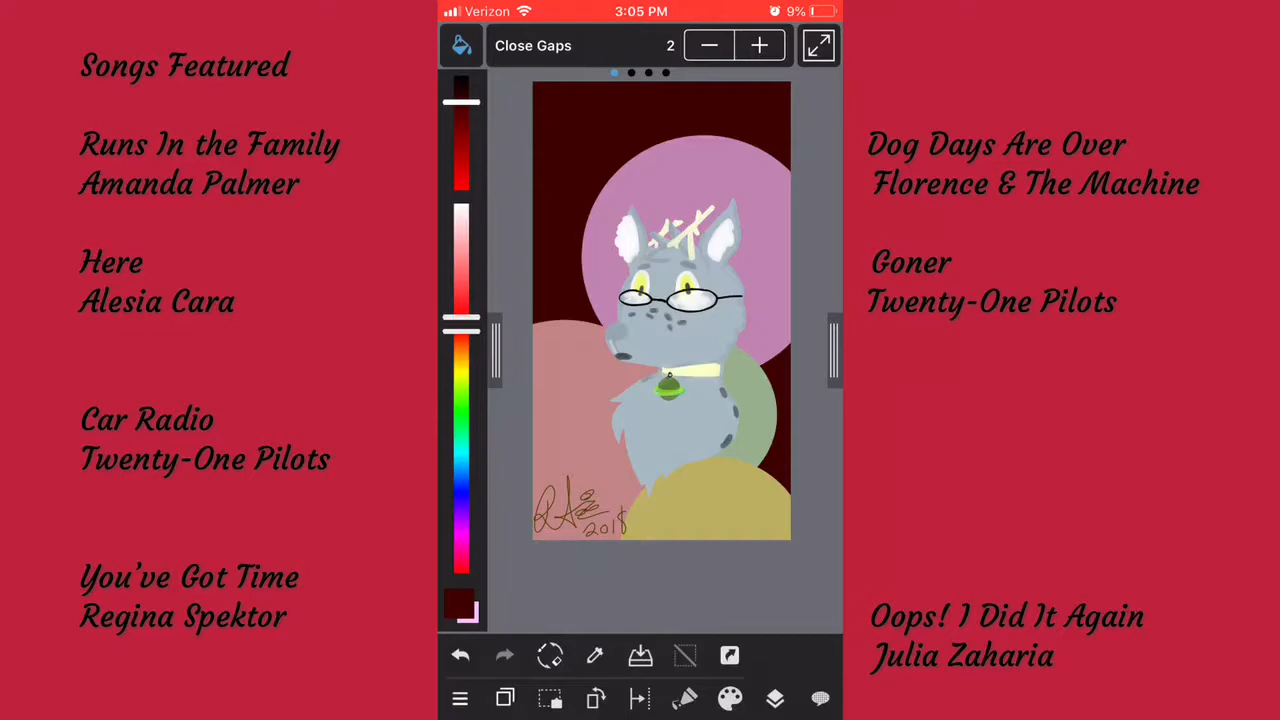 Verizon 3:05 PM 9%
Close Gaps 2
Songs Featured
Runs In the Family
Amanda Palmer
Here
Alesia Cara
Car Radio
Twenty-One Pilots
You've Got Time
Regina Spektor
Dog Days Are Over
Florence & The Machine
Goner
Twenty-One Pilots
Oops! I Did It Again
Julia Zaharia
2018